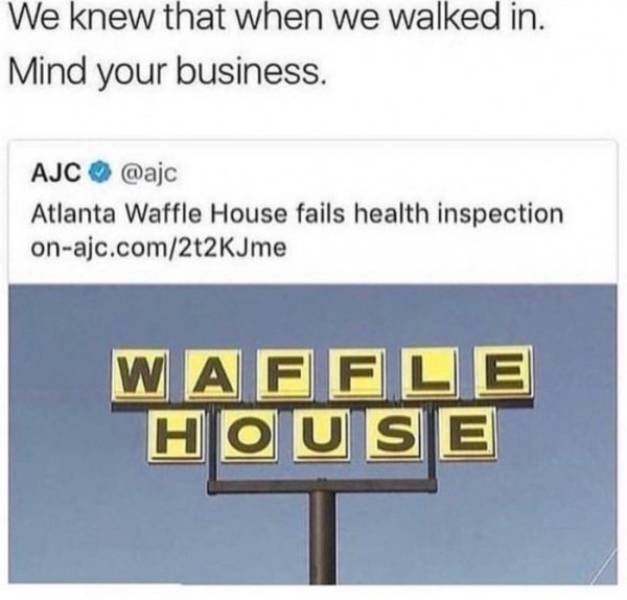 We knew that when we walked in.
Mind your business.
AJC @ajc
Atlanta Waffle House fails health inspection
on-ajc.com/2t2KJme
WAFFLE
HOUSE